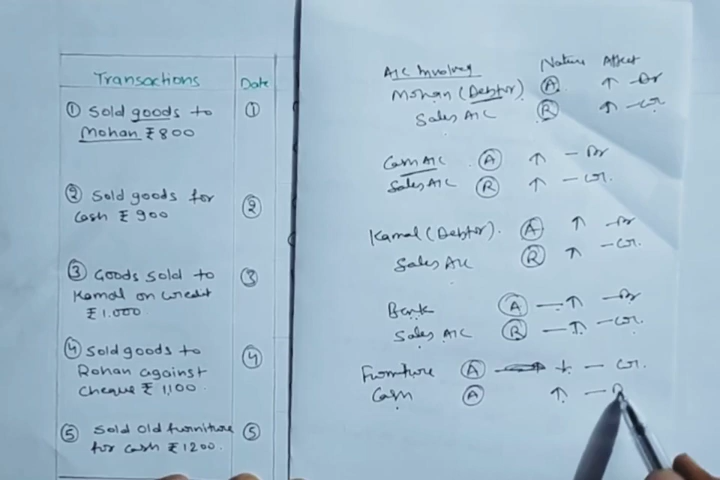 Transactions Date
① Sold goods to ①
Mohan ₹800
② Sold goods for
Cash ₹900 ②
③ Goods sold to ③
Kamal on credit
₹1,000
④ Sold goods to ④
Rohan against
Cheque ₹1,100
⑤ Sold old furniture ⑤
for cash ₹1200.
A/C Involving Nature Affect
Mohan (Debtor) Ⓐ ↑ - Dr
Sales A/C Ⓡ ↑ - Cr.
Cash A/C Ⓐ ↑ - Dr
Sales A/C Ⓡ ↑ - Cr.
Kamal (Debtor). Ⓐ ↑ - Dr
Sales A/C Ⓡ ↑ - Cr.
Bank Ⓐ - ↑ - Dr
Sales A/C Ⓡ - ↑ - Cr.
Furniture Ⓐ ↓ - Cr.
Cash Ⓐ ↑ - D